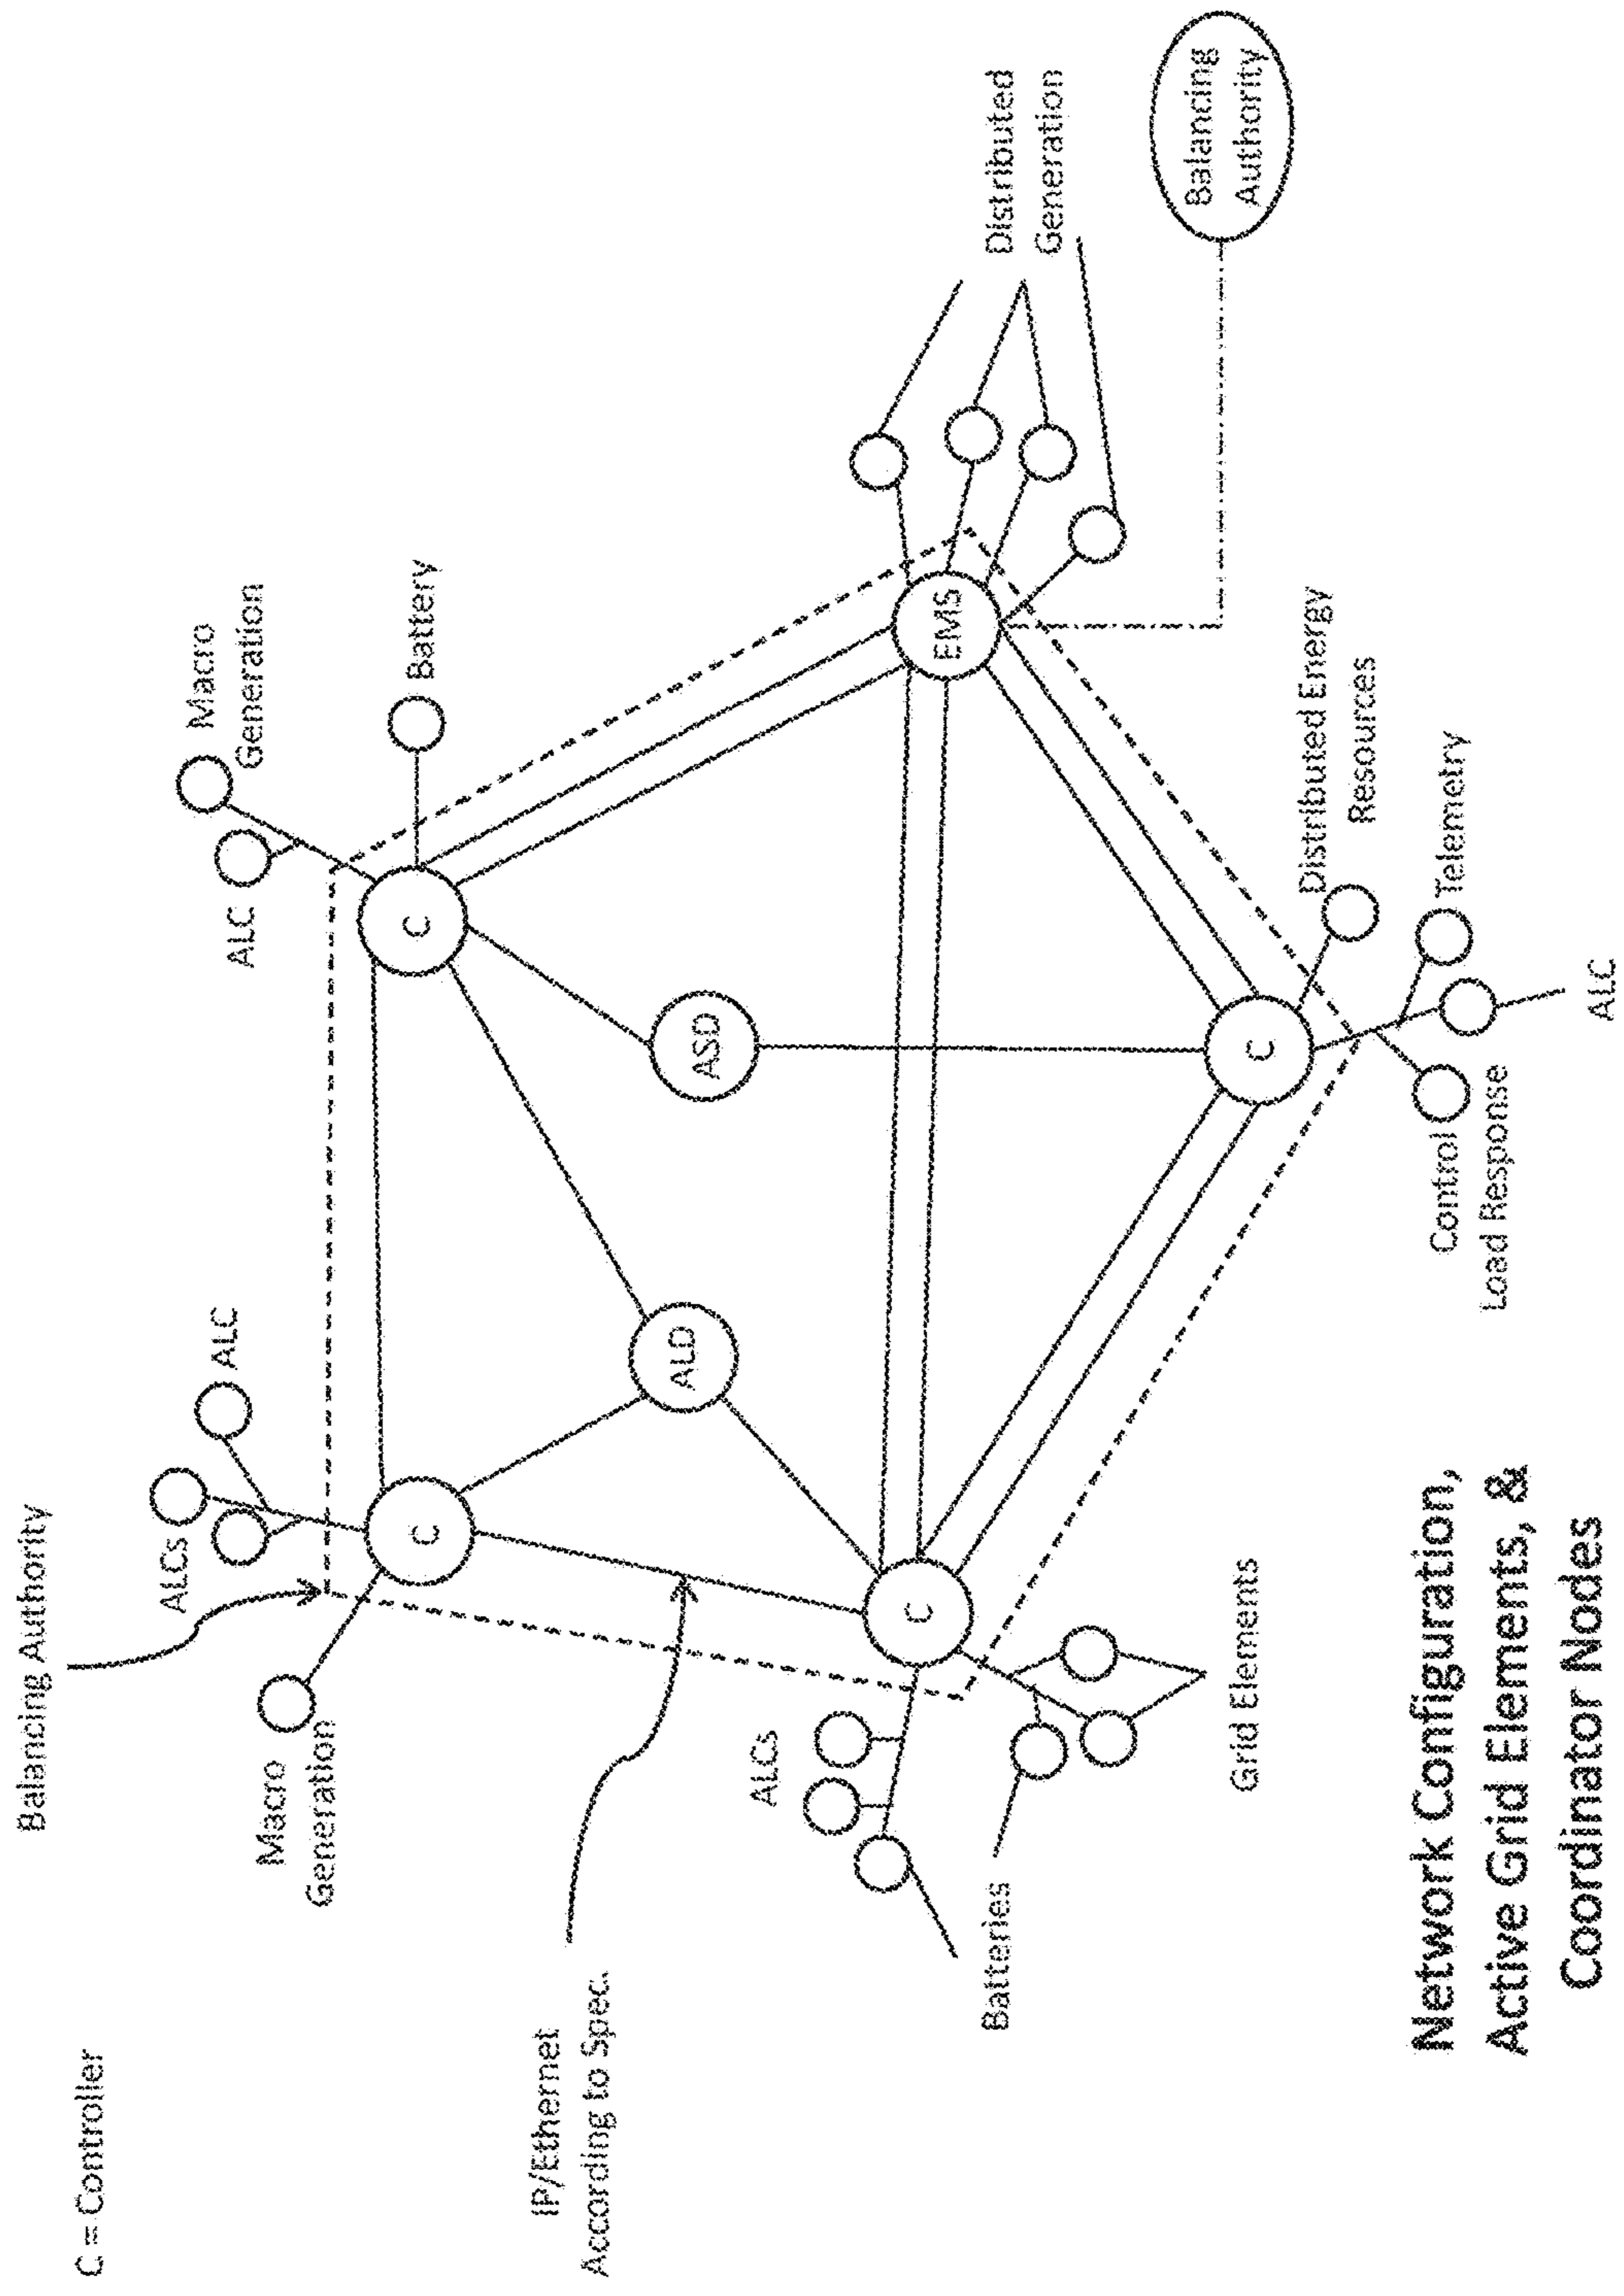 C = Controller
Balancing Authority
ALCs
ALC
Macro
Generation
ALC
Macro
Generation
Battery
C
C
IP/Ethernet
According to Spec.
ALD
ASD
ALCs
Batteries
C
EMS
Distributed
Generation
Balancing
Authority
Grid Elements
C
Distributed Energy
Resources
Telemetry
Control
Load Response
ALC
Network Configuration,
Active Grid Elements, &
Coordinator Nodes